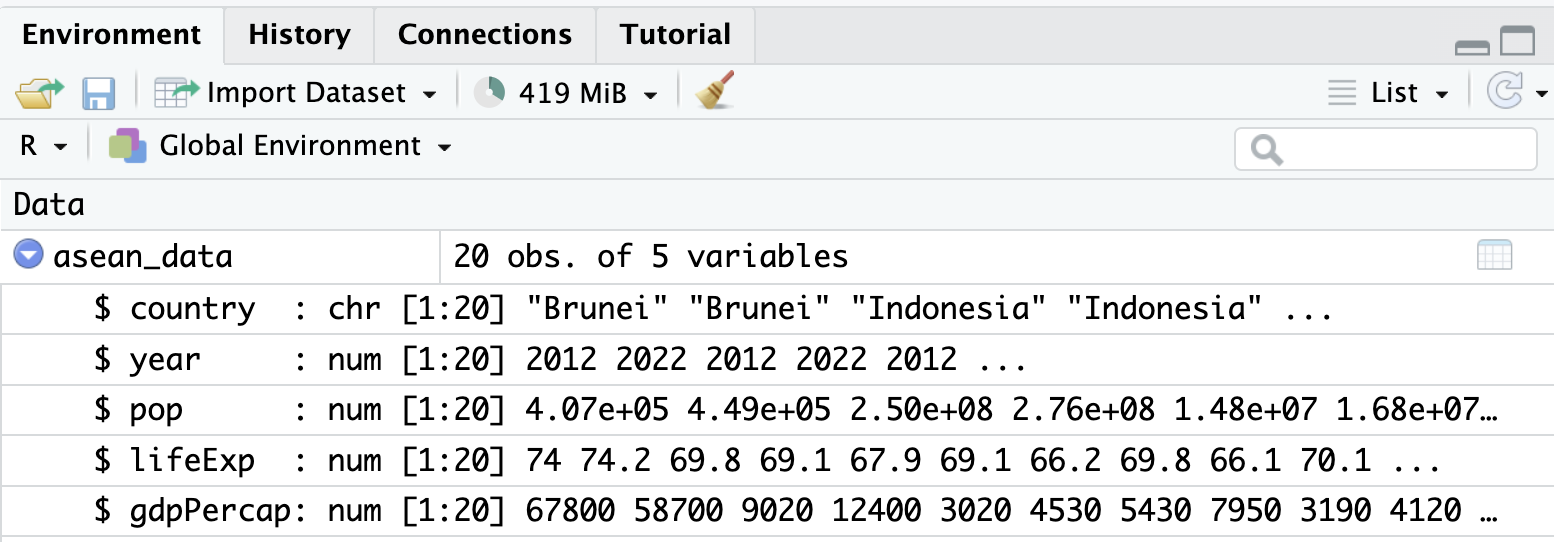 Environment History Connections Tutorial
Import Dataset 419 MiB List
R Global Environment
Data
asean_data 20 obs. of 5 variables
$ country : chr [1:20] "Brunei" "Brunei" "Indonesia" "Indonesia" ...
$ year : num [1:20] 2012 2022 2012 2022 2012 ...
$ pop : num [1:20] 4.07e+05 4.49e+05 2.50e+08 2.76e+08 1.48e+07 1.68e+07…
$ lifeExp : num [1:20] 74 74.2 69.8 69.1 67.9 69.1 66.2 69.8 66.1 70.1 ...
$ gdpPercap: num [1:20] 67800 58700 9020 12400 3020 4530 5430 7950 3190 4120 …